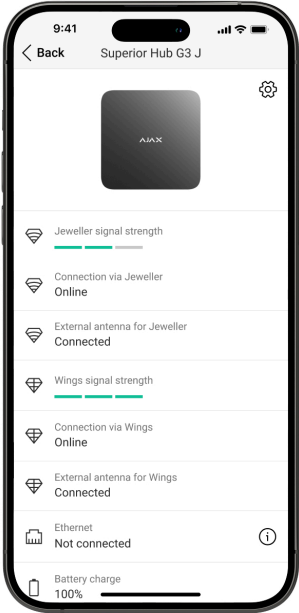 9:41
Back
Superior Hub G3 J
AJAX
Jeweller signal strength
Connection via Jeweller
Online
External antenna for Jeweller
Connected
Wings signal strength
Connection via Wings
Online
External antenna for Wings
Connected
Ethernet
Not connected
Battery charge
100%